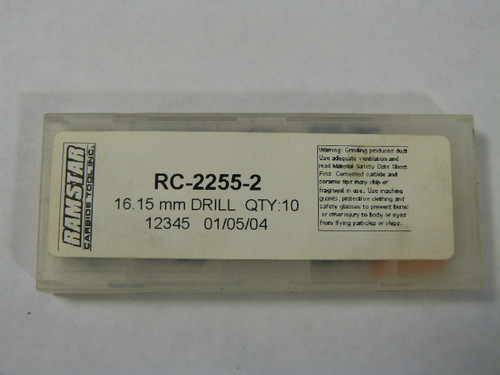 RAMSTAR
CARBIDE TOOL, INC.
RC-2255-2
16.15 mm DRILL QTY:10
12345 01/05/04
Warning: Grinding produces dust
Use adequate ventilation and
read Material Safety Data Sheet
First. Cemented carbide and
ceramic tips may chip or
fragment in use. Use machine
guards, protective clothing and
safety glasses to prevent burns
or other injury to body or eyes
from flying particles or chips.